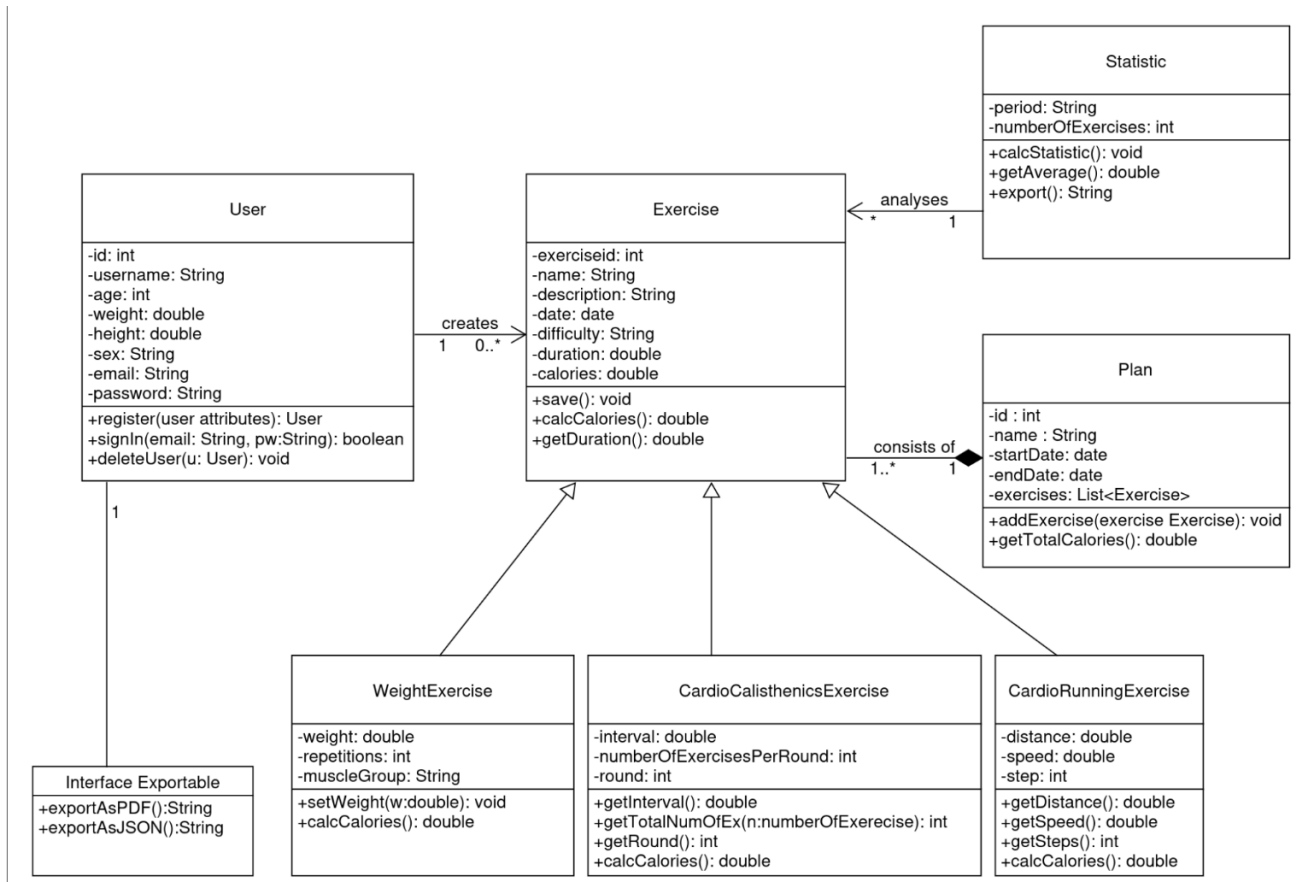 Statistic
-period: String
-numberOfExercises: int
+calcStatistic(): void
+getAverage(): double
+export(): String
User
-id: int
-username: String
-age: int
-weight: double
-height: double
-sex: String
-email: String
-password: String
+register(user attributes): User
+signIn(email: String, pw:String): boolean
+deleteUser(u: User): void
creates
1
0..*
Exercise
-exerciseid: int
-name: String
-description: String
-date: date
-difficulty: String
-duration: double
-calories: double
+save(): void
+calcCalories(): double
+getDuration(): double
analyses
*
1
Plan
-id : int
-name : String
-startDate: date
-endDate: date
-exercises: List<Exercise>
+addExercise(exercise Exercise): void
+getTotalCalories(): double
consists of
1..*
1
1
Interface Exportable
+exportAsPDF():String
+exportAsJSON():String
WeightExercise
-weight: double
-repetitions: int
-muscleGroup: String
+setWeight(w:double): void
+calcCalories(): double
CardioCalisthenicsExercise
-interval: double
-numberOfExercisesPerRound: int
-round: int
+getInterval(): double
+getTotalNumOfEx(n:numberOfExerecise): int
+getRound(): int
+calcCalories(): double
CardioRunningExercise
-distance: double
-speed: double
-step: int
+getDistance(): double
+getSpeed(): double
+getSteps(): int
+calcCalories(): double